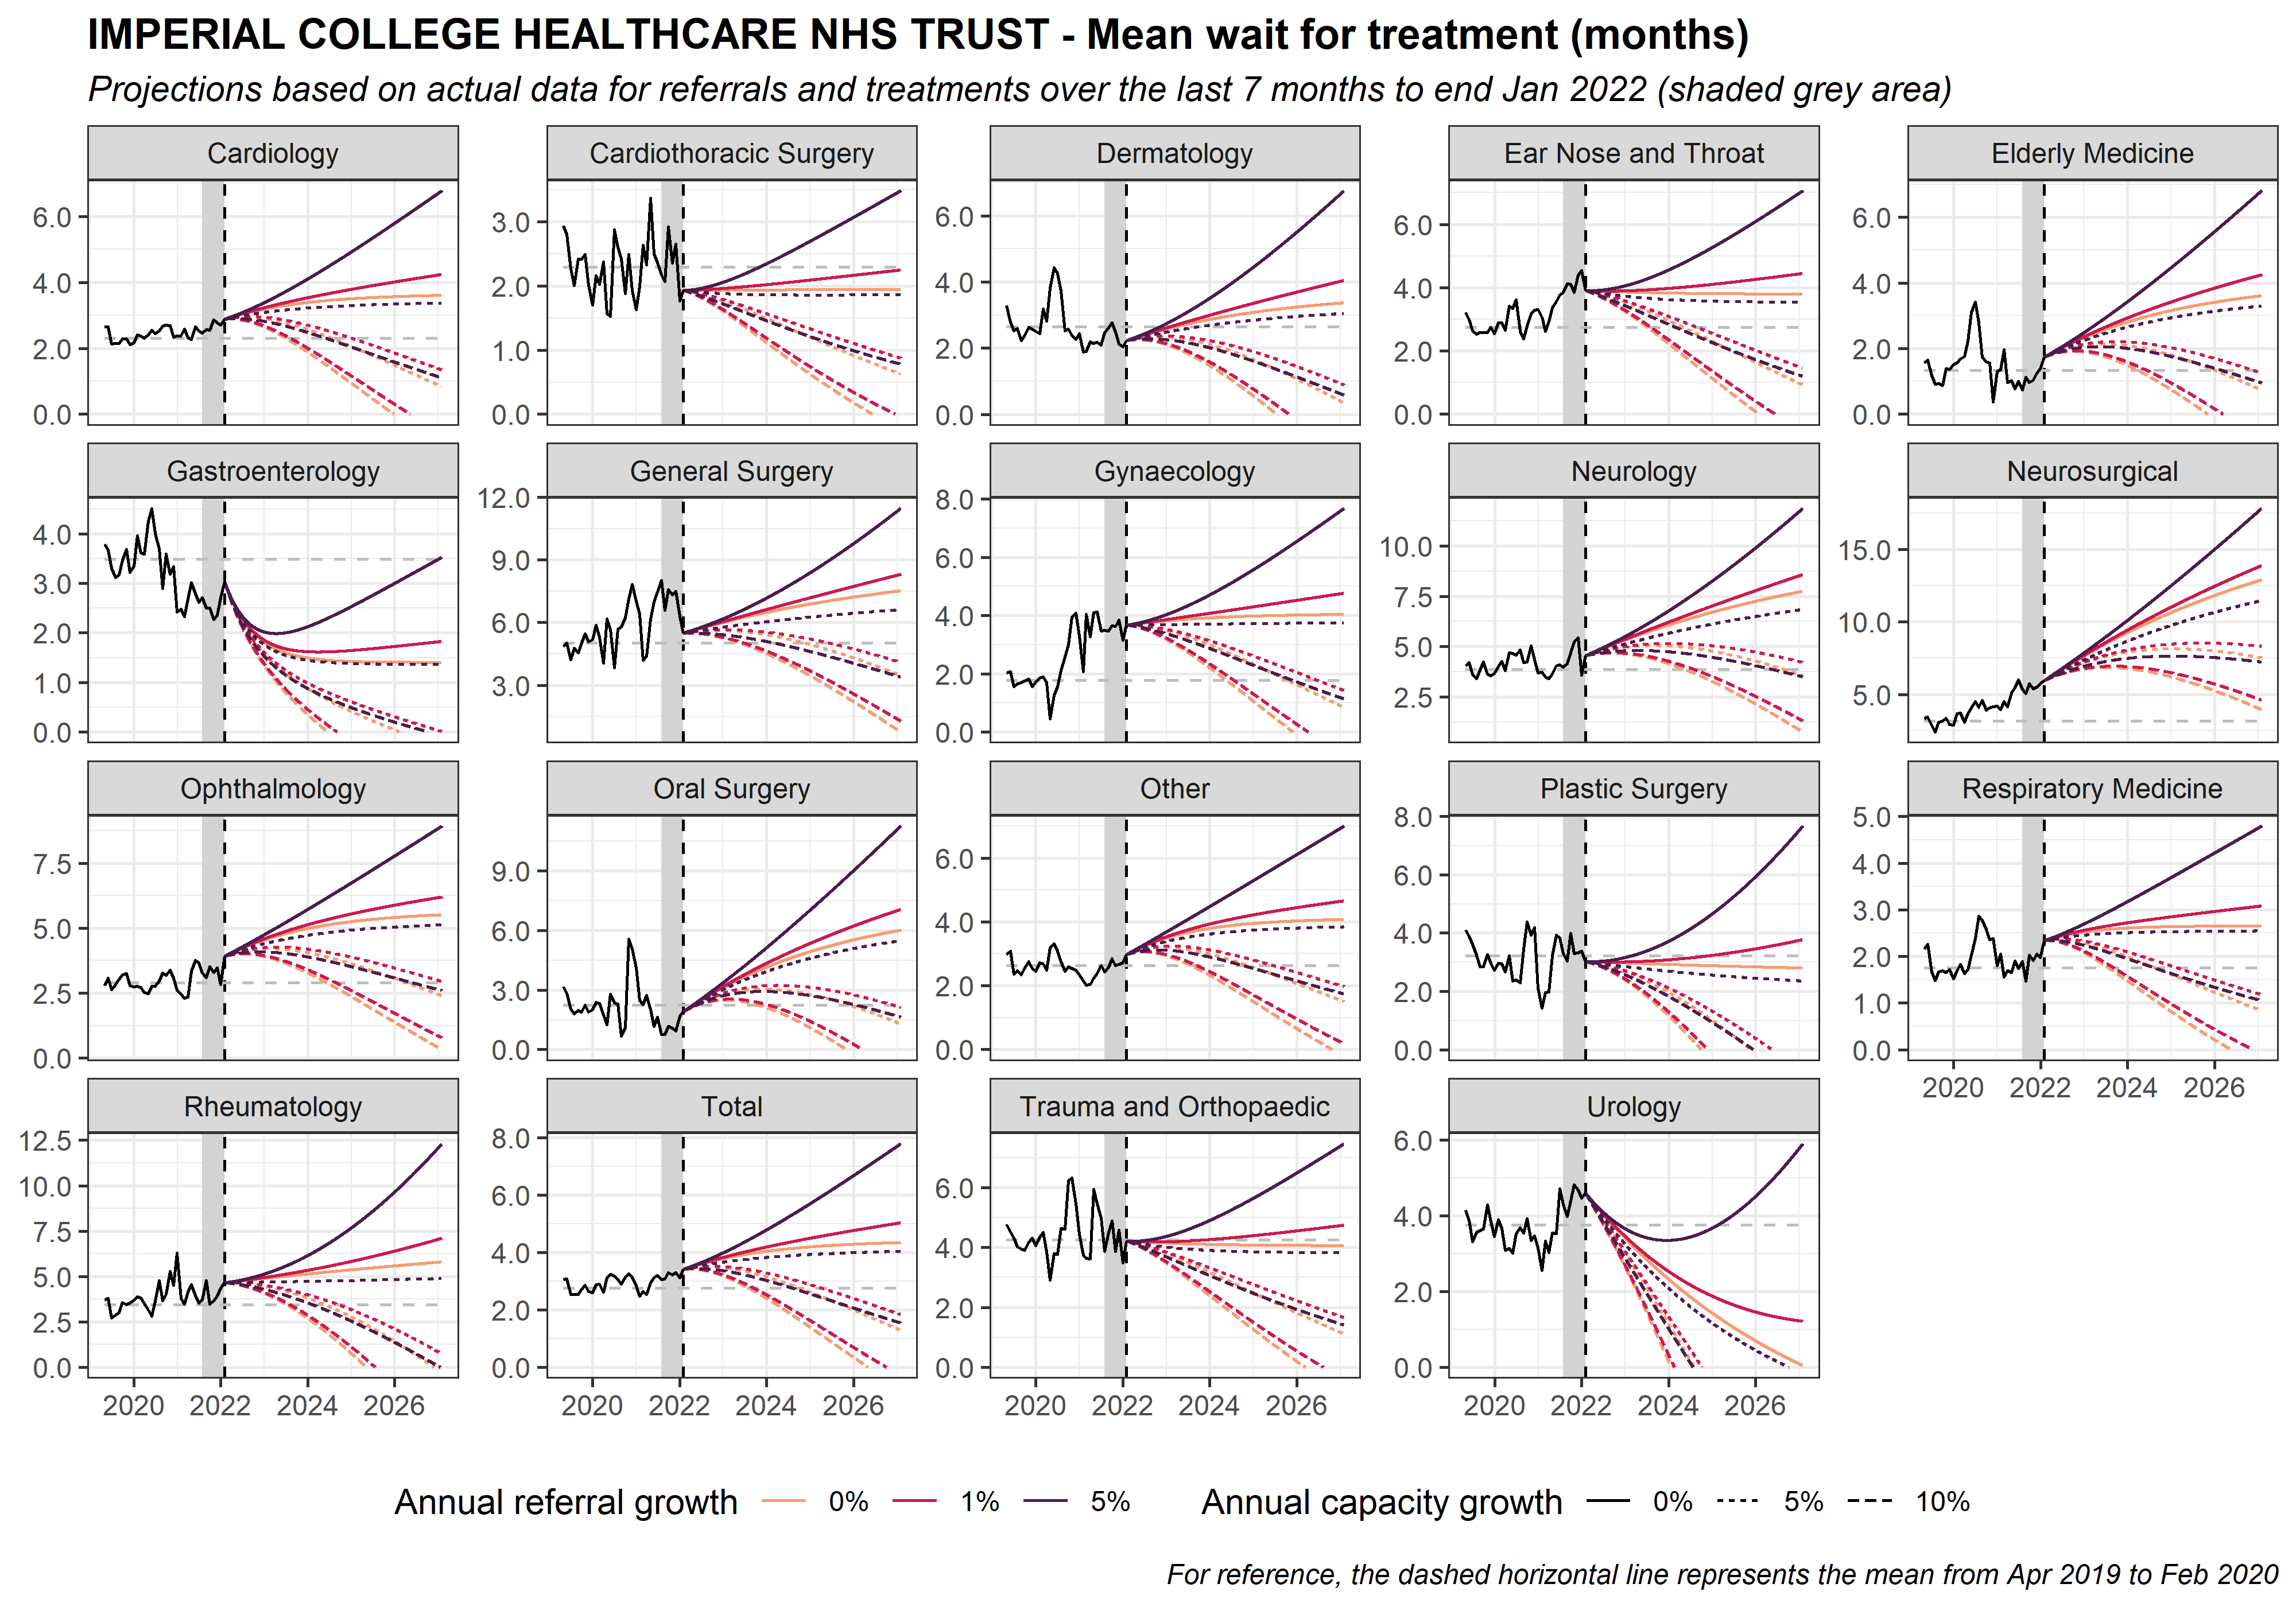 IMPERIAL COLLEGE HEALTHCARE NHS TRUST - Mean wait for treatment (months)
Projections based on actual data for referrals and treatments over the last 7 months to end Jan 2022 (shaded grey area)
Cardiology
6.0
4.0
2.0
0.0
Cardiothoracic Surgery
3.0
2.0
1.0
0.0
Dermatology
6.0
4.0
2.0
0.0
Ear Nose and Throat
6.0
4.0
2.0
0.0
Elderly Medicine
6.0
4.0
2.0
0.0
Gastroenterology
4.0
3.0
2.0
1.0
0.0
General Surgery
12.0
9.0
6.0
3.0
Gynaecology
8.0
6.0
4.0
2.0
0.0
Neurology
10.0
7.5
5.0
2.5
Neurosurgical
15.0
10.0
5.0
Ophthalmology
7.5
5.0
2.5
0.0
Oral Surgery
9.0
6.0
3.0
0.0
Other
6.0
4.0
2.0
0.0
Plastic Surgery
8.0
6.0
4.0
2.0
0.0
Respiratory Medicine
5.0
4.0
3.0
2.0
1.0
0.0
2020 2022 2024 2026
Rheumatology
12.5
10.0
7.5
5.0
2.5
0.0
2020 2022 2024 2026
Total
8.0
6.0
4.0
2.0
0.0
2020 2022 2024 2026
Trauma and Orthopaedic
6.0
4.0
2.0
0.0
2020 2022 2024 2026
Urology
6.0
4.0
2.0
0.0
2020 2022 2024 2026
Annual referral growth 0% 1% 5% Annual capacity growth 0% 5% 10%
For reference, the dashed horizontal line represents the mean from Apr 2019 to Feb 2020